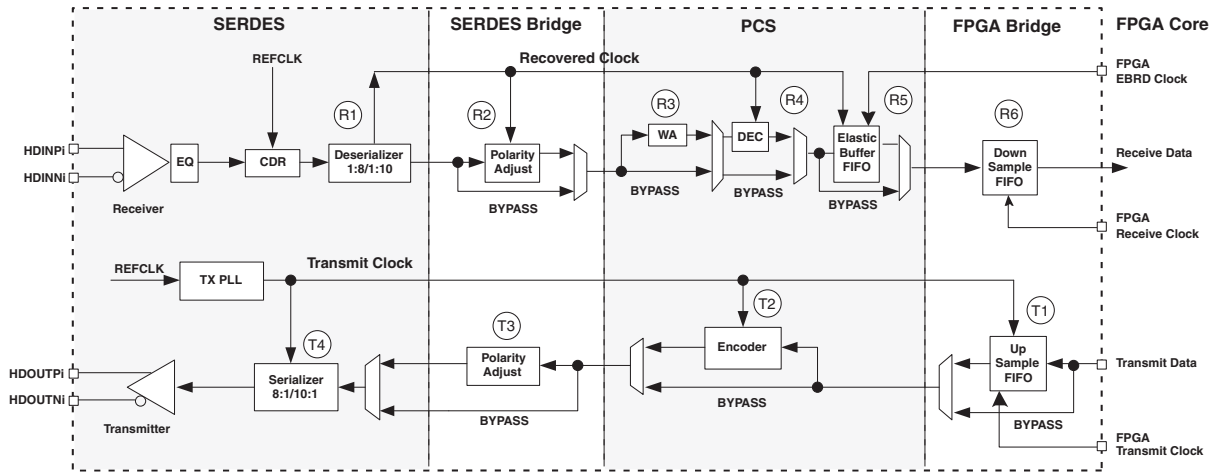 SERDES
SERDES Bridge
PCS
FPGA Bridge
FPGA Core
REFCLK
Recovered Clock
FPGA
EBRD Clock
R1
R2
R3
R4
R5
R6
HDINPi
HDINNi
EQ
CDR
Deserializer
1:8/1:10
Polarity
Adjust
WA
DEC
Elastic
Buffer
FIFO
Down
Sample
FIFO
Receive Data
Receiver
BYPASS
BYPASS
BYPASS
BYPASS
FPGA
Receive Clock
REFCLK
TX PLL
Transmit Clock
T4
T3
T2
T1
HDOUTPi
HDOUTNi
Serializer
8:1/10:1
Polarity
Adjust
Encoder
Up
Sample
FIFO
Transmit Data
Transmitter
BYPASS
BYPASS
BYPASS
FPGA
Transmit Clock